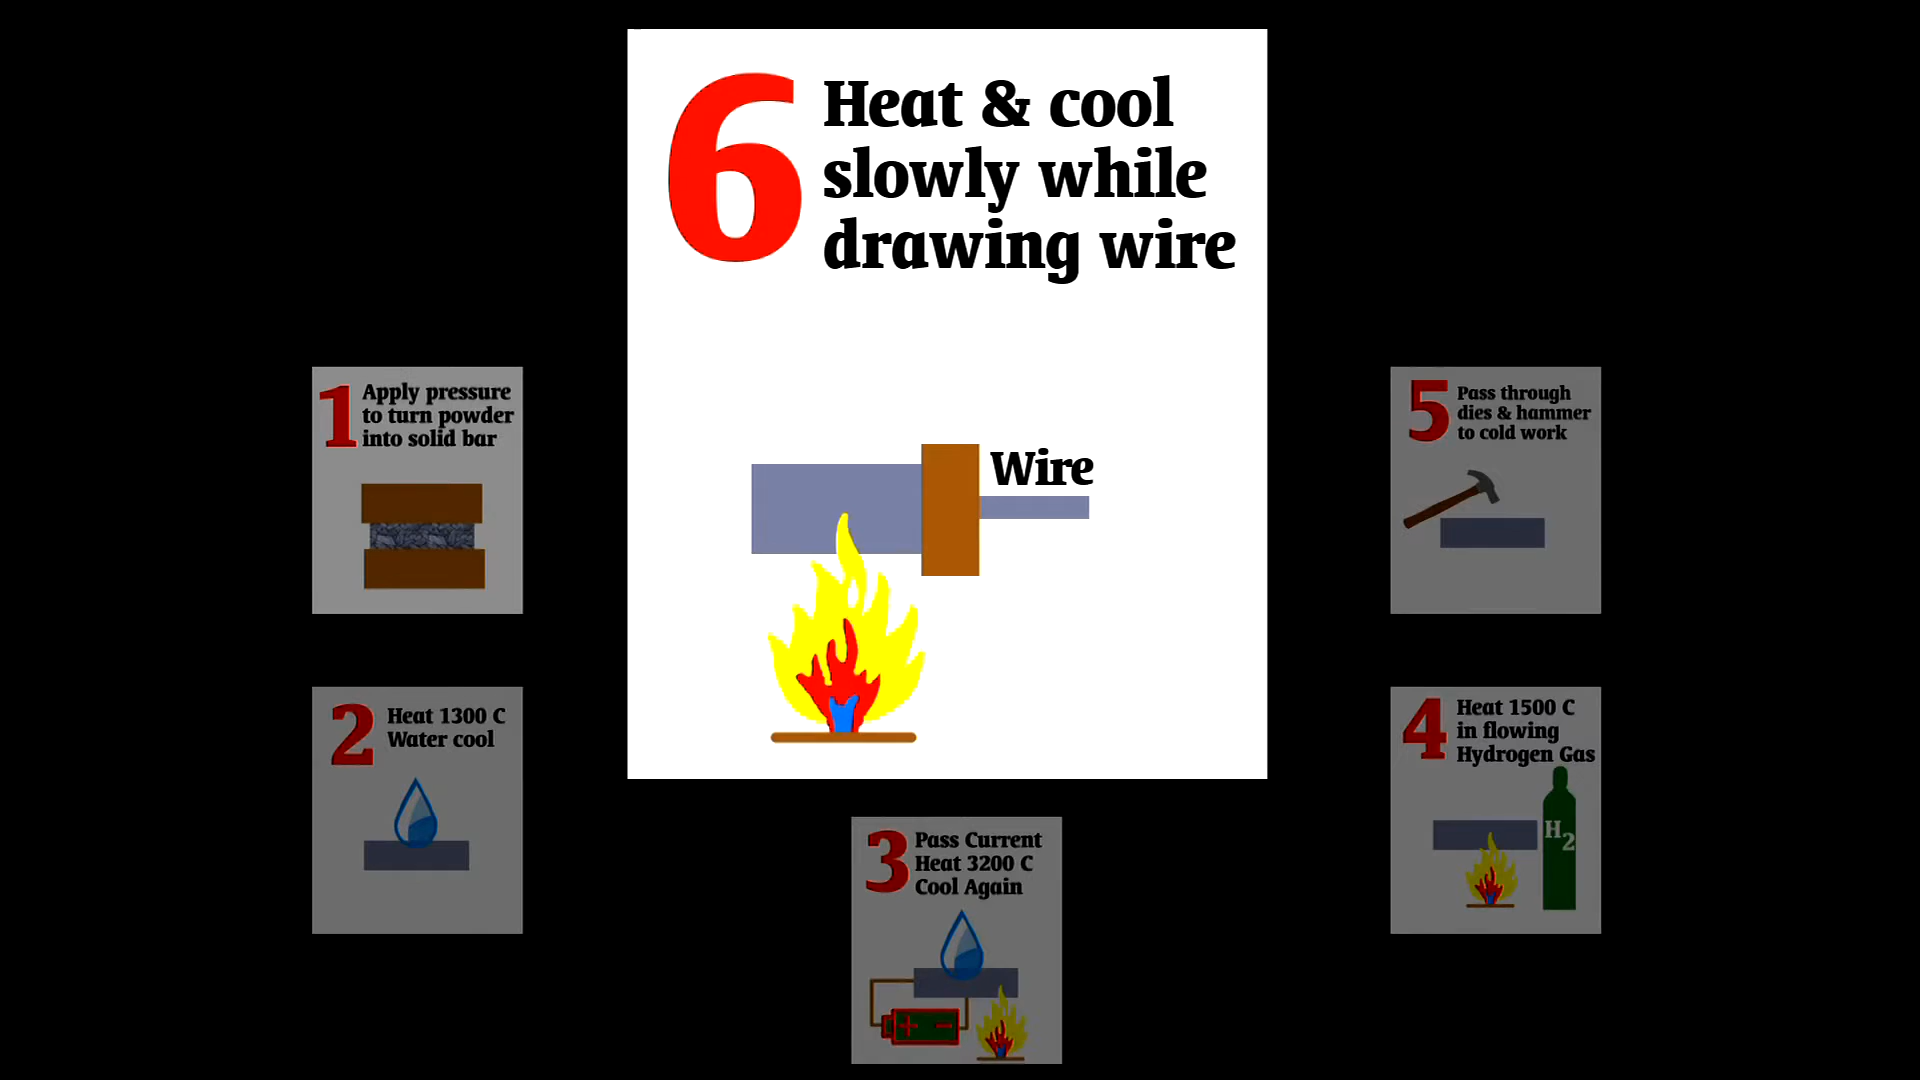 6
Heat & cool
slowly while
drawing wire
Wire
1
Apply pressure
to turn powder
into solid bar
2
Heat 1300 C
Water cool
3
Pass Current
Heat 3200 C
Cool Again
+ -
4
Heat 1500 C
in flowing
Hydrogen Gas
H2
5
Pass through
dies & hammer
to cold work